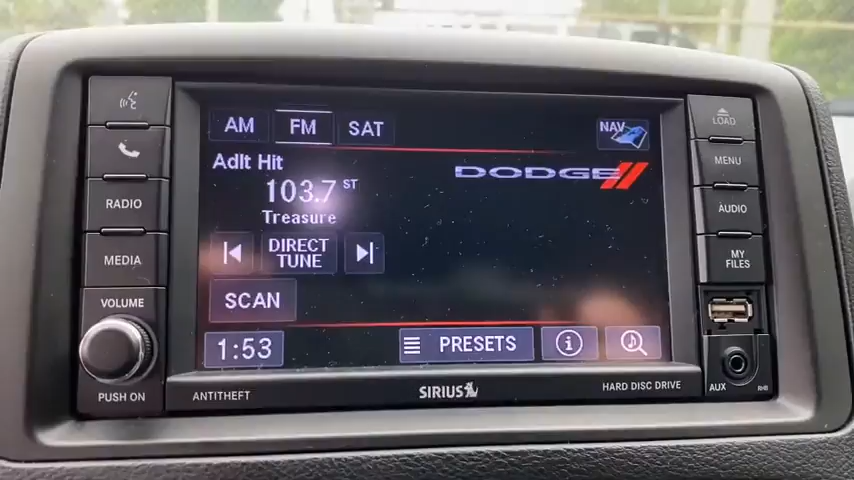 AM FM SAT NAV
Adlt Hit
DODGE
103.7 ST
Treasure
DIRECT
TUNE
SCAN
1:53 PRESETS i
RADIO
MEDIA
VOLUME
PUSH ON
LOAD
MENU
AUDIO
MY
FILES
AUX
ANTITHEFT SIRIUS HARD DISC DRIVE